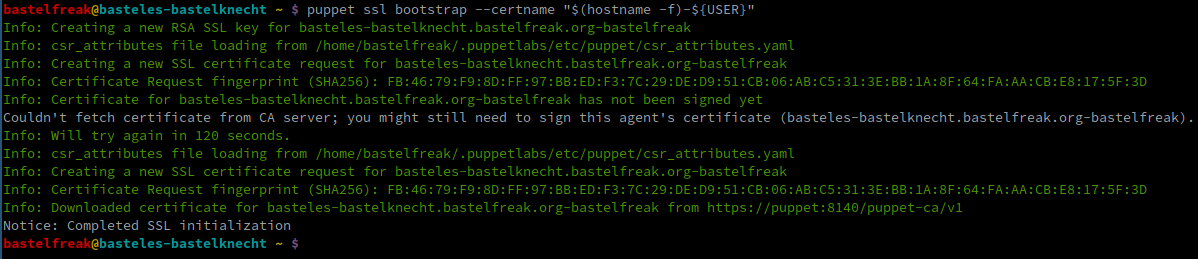 bastelfreak@basteles-bastelknecht ~ $ puppet ssl bootstrap --certname "$(hostname -f)-${USER}"
Info: Creating a new RSA SSL key for basteles-bastelknecht.bastelfreak.org-bastelfreak
Info: csr_attributes file loading from /home/bastelfreak/.puppetlabs/etc/puppet/csr_attributes.yaml
Info: Creating a new SSL certificate request for basteles-bastelknecht.bastelfreak.org-bastelfreak
Info: Certificate Request fingerprint (SHA256): FB:46:79:F9:8D:FF:97:BB:ED:F3:7C:29:DE:D9:51:CB:06:AB:C5:31:3E:BB:1A:8F:64:FA:AA:CB:E8:17:5F:3D
Info: Certificate for basteles-bastelknecht.bastelfreak.org-bastelfreak has not been signed yet
Couldn't fetch certificate from CA server; you might still need to sign this agent's certificate (basteles-bastelknecht.bastelfreak.org-bastelfreak).
Info: Will try again in 120 seconds.
Info: csr_attributes file loading from /home/bastelfreak/.puppetlabs/etc/puppet/csr_attributes.yaml
Info: Creating a new SSL certificate request for basteles-bastelknecht.bastelfreak.org-bastelfreak
Info: Certificate Request fingerprint (SHA256): FB:46:79:F9:8D:FF:97:BB:ED:F3:7C:29:DE:D9:51:CB:06:AB:C5:31:3E:BB:1A:8F:64:FA:AA:CB:E8:17:5F:3D
Info: Downloaded certificate for basteles-bastelknecht.bastelfreak.org-bastelfreak from https://puppet:8140/puppet-ca/v1
Notice: Completed SSL initialization
bastelfreak@basteles-bastelknecht ~ $